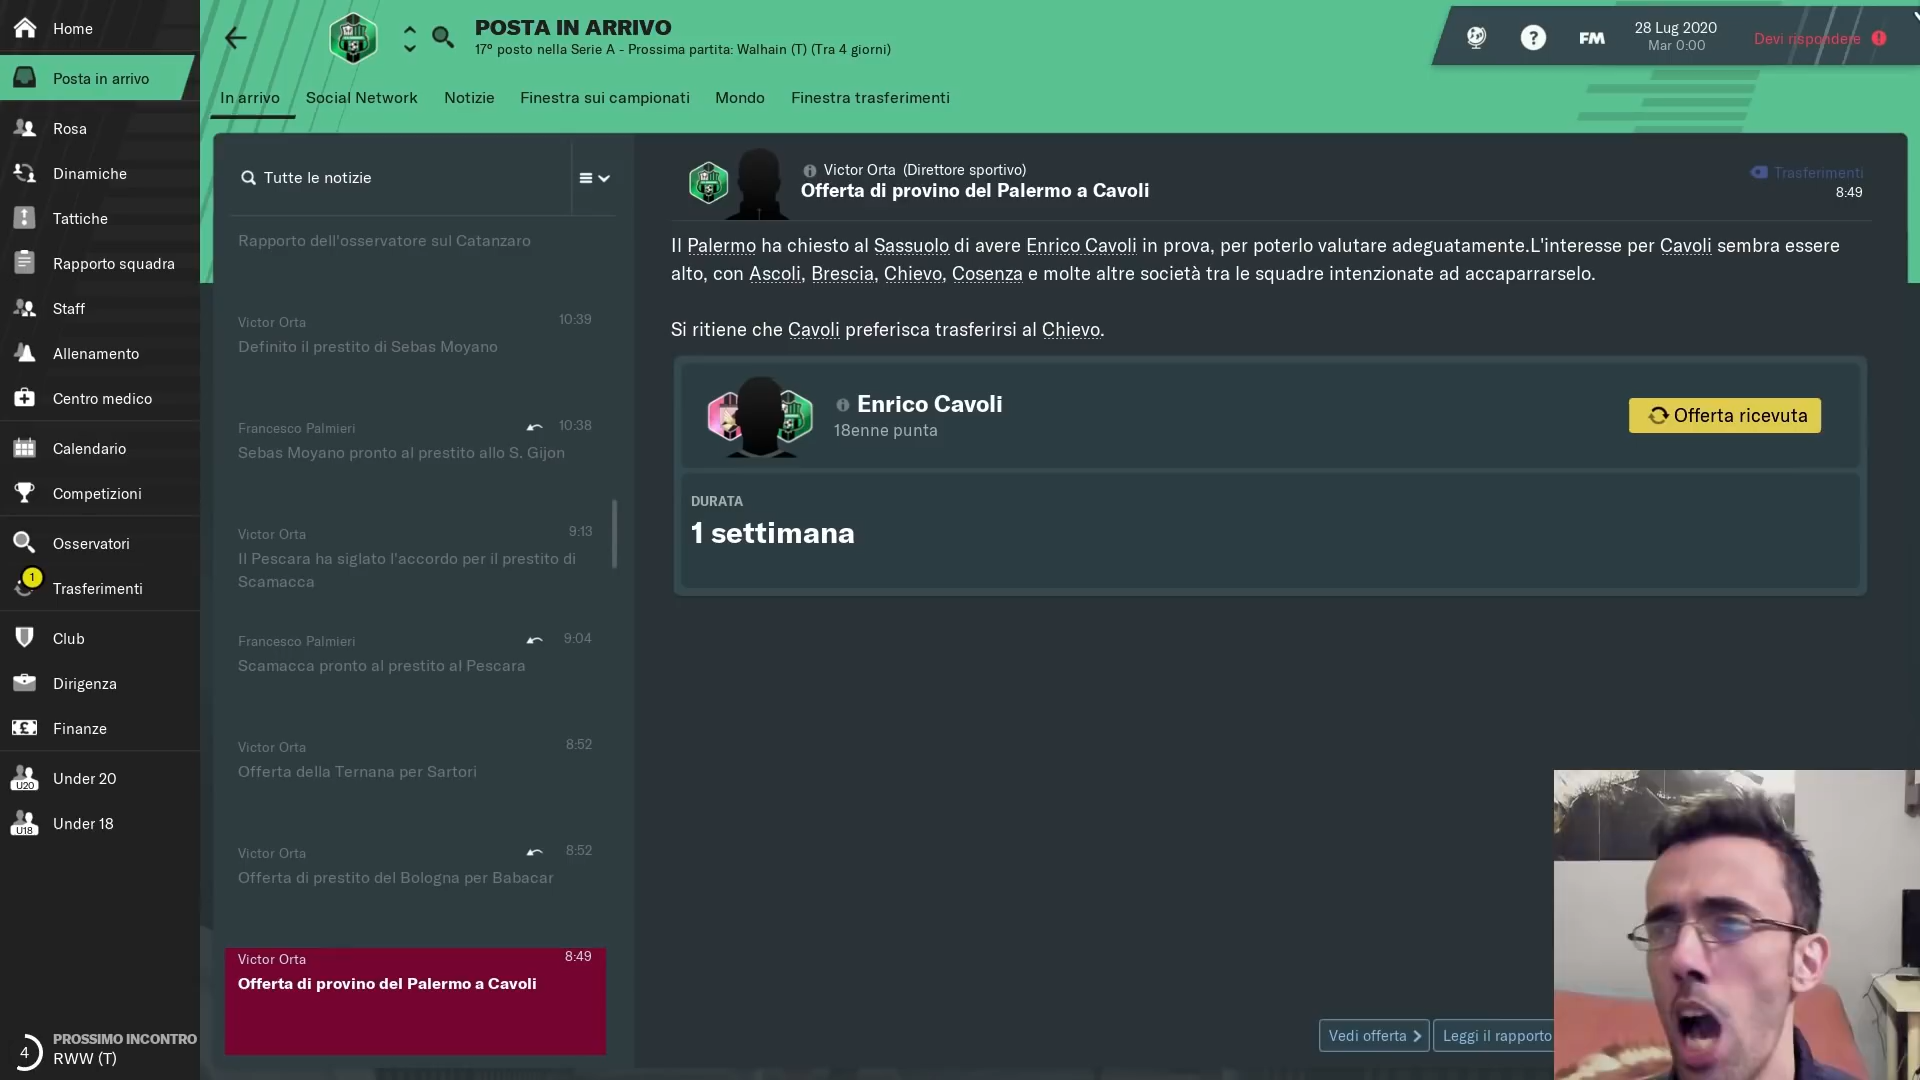 Home
Posta in arrivo
Rosa
Dinamiche
Tattiche
Rapporto squadra
Staff
Allenamento
Centro medico
Calendario
Competizioni
Osservatori
1
Trasferimenti
Club
Dirigenza
Finanze
U20
Under 20
U18
Under 18
4
PROSSIMO INCONTRO
RWW (T)
POSTA IN ARRIVO
17º posto nella Serie A - Prossima partita: Walhain (T) (Tra 4 giorni)
FM
28 Lug 2020
Mar 0:00
Devi rispondere
In arrivo
Social Network
Notizie
Finestra sui campionati
Mondo
Finestra trasferimenti
Tutte le notizie
Rapporto dell'osservatore sul Catanzaro
Victor Orta 10:39
Definito il prestito di Sebas Moyano
Francesco Palmieri 10:38
Sebas Moyano pronto al prestito allo S. Gijon
Victor Orta 9:13
Il Pescara ha siglato l'accordo per il prestito di
Scamacca
Francesco Palmieri 9:04
Scamacca pronto al prestito al Pescara
Victor Orta 8:52
Offerta della Ternana per Sartori
Victor Orta 8:52
Offerta di prestito del Bologna per Babacar
Victor Orta 8:49
Offerta di provino del Palermo a Cavoli
Victor Orta (Direttore sportivo)
Offerta di provino del Palermo a Cavoli
Trasferimenti
8:49
Il Palermo ha chiesto al Sassuolo di avere Enrico Cavoli in prova, per poterlo valutare adeguatamente.L'interesse per Cavoli sembra essere
alto, con Ascoli, Brescia, Chievo, Cosenza e molte altre società tra le squadre intenzionate ad accaparrarselo.
Si ritiene che Cavoli preferisca trasferirsi al Chievo.
Enrico Cavoli
18enne punta
Offerta ricevuta
DURATA
1 settimana
Vedi offerta
Leggi il rapporto